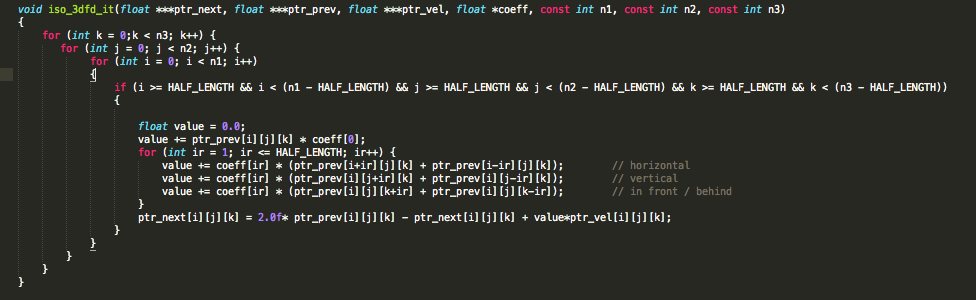 void iso_3dfd_it(float ***ptr_next, float ***ptr_prev, float ***ptr_vel, float *coeff, const int n1, const int n2, const int n3)
{
for (int k = 0;k < n3; k++) {
for (int j = 0; j < n2; j++) {
for (int i = 0; i < n1; i++)
{
if (i >= HALF_LENGTH && i < (n1 - HALF_LENGTH) && j >= HALF_LENGTH && j < (n2 - HALF_LENGTH) && k >= HALF_LENGTH && k < (n3 - HALF_LENGTH))
{
float value = 0.0;
value += ptr_prev[i][j][k] * coeff[0];
for (int ir = 1; ir <= HALF_LENGTH; ir++) {
value += coeff[ir] * (ptr_prev[i+ir][j][k] + ptr_prev[i-ir][j][k]); // horizontal
value += coeff[ir] * (ptr_prev[i][j+ir][k] + ptr_prev[i][j-ir][k]); // vertical
value += coeff[ir] * (ptr_prev[i][j][k+ir] + ptr_prev[i][j][k-ir]); // in front / behind
}
ptr_next[i][j][k] = 2.0f* ptr_prev[i][j][k] - ptr_next[i][j][k] + value*ptr_vel[i][j][k];
}
}
}
}
}